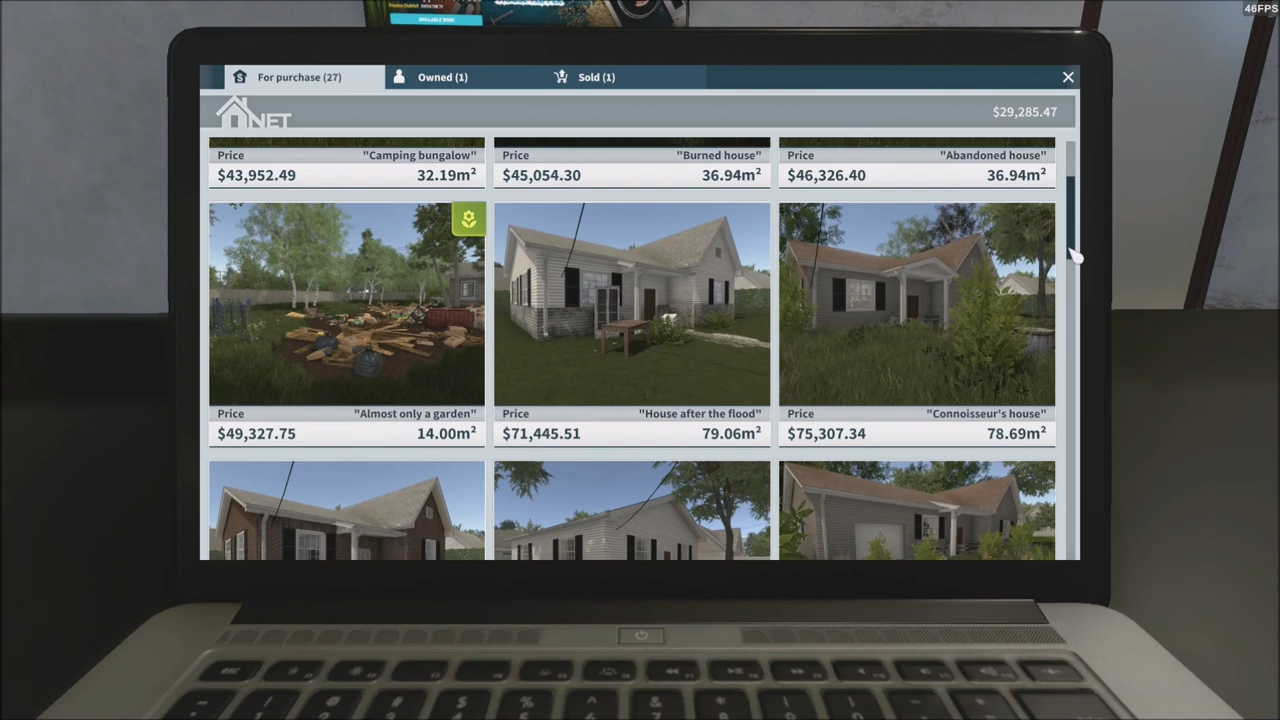 46FPS
AVAILABLE NOW!
For purchase (27)
Owned (1)
Sold (1)
NET
$29,285.47
Price "Camping bungalow"
$43,952.49 32.19m²
Price "Burned house"
$45,054.30 36.94m²
Price "Abandoned house"
$46,326.40 36.94m²
Price "Almost only a garden"
$49,327.75 14.00m²
Price "House after the flood"
$71,445.51 79.06m²
Price "Connoisseur's house"
$75,307.34 78.69m²
esc